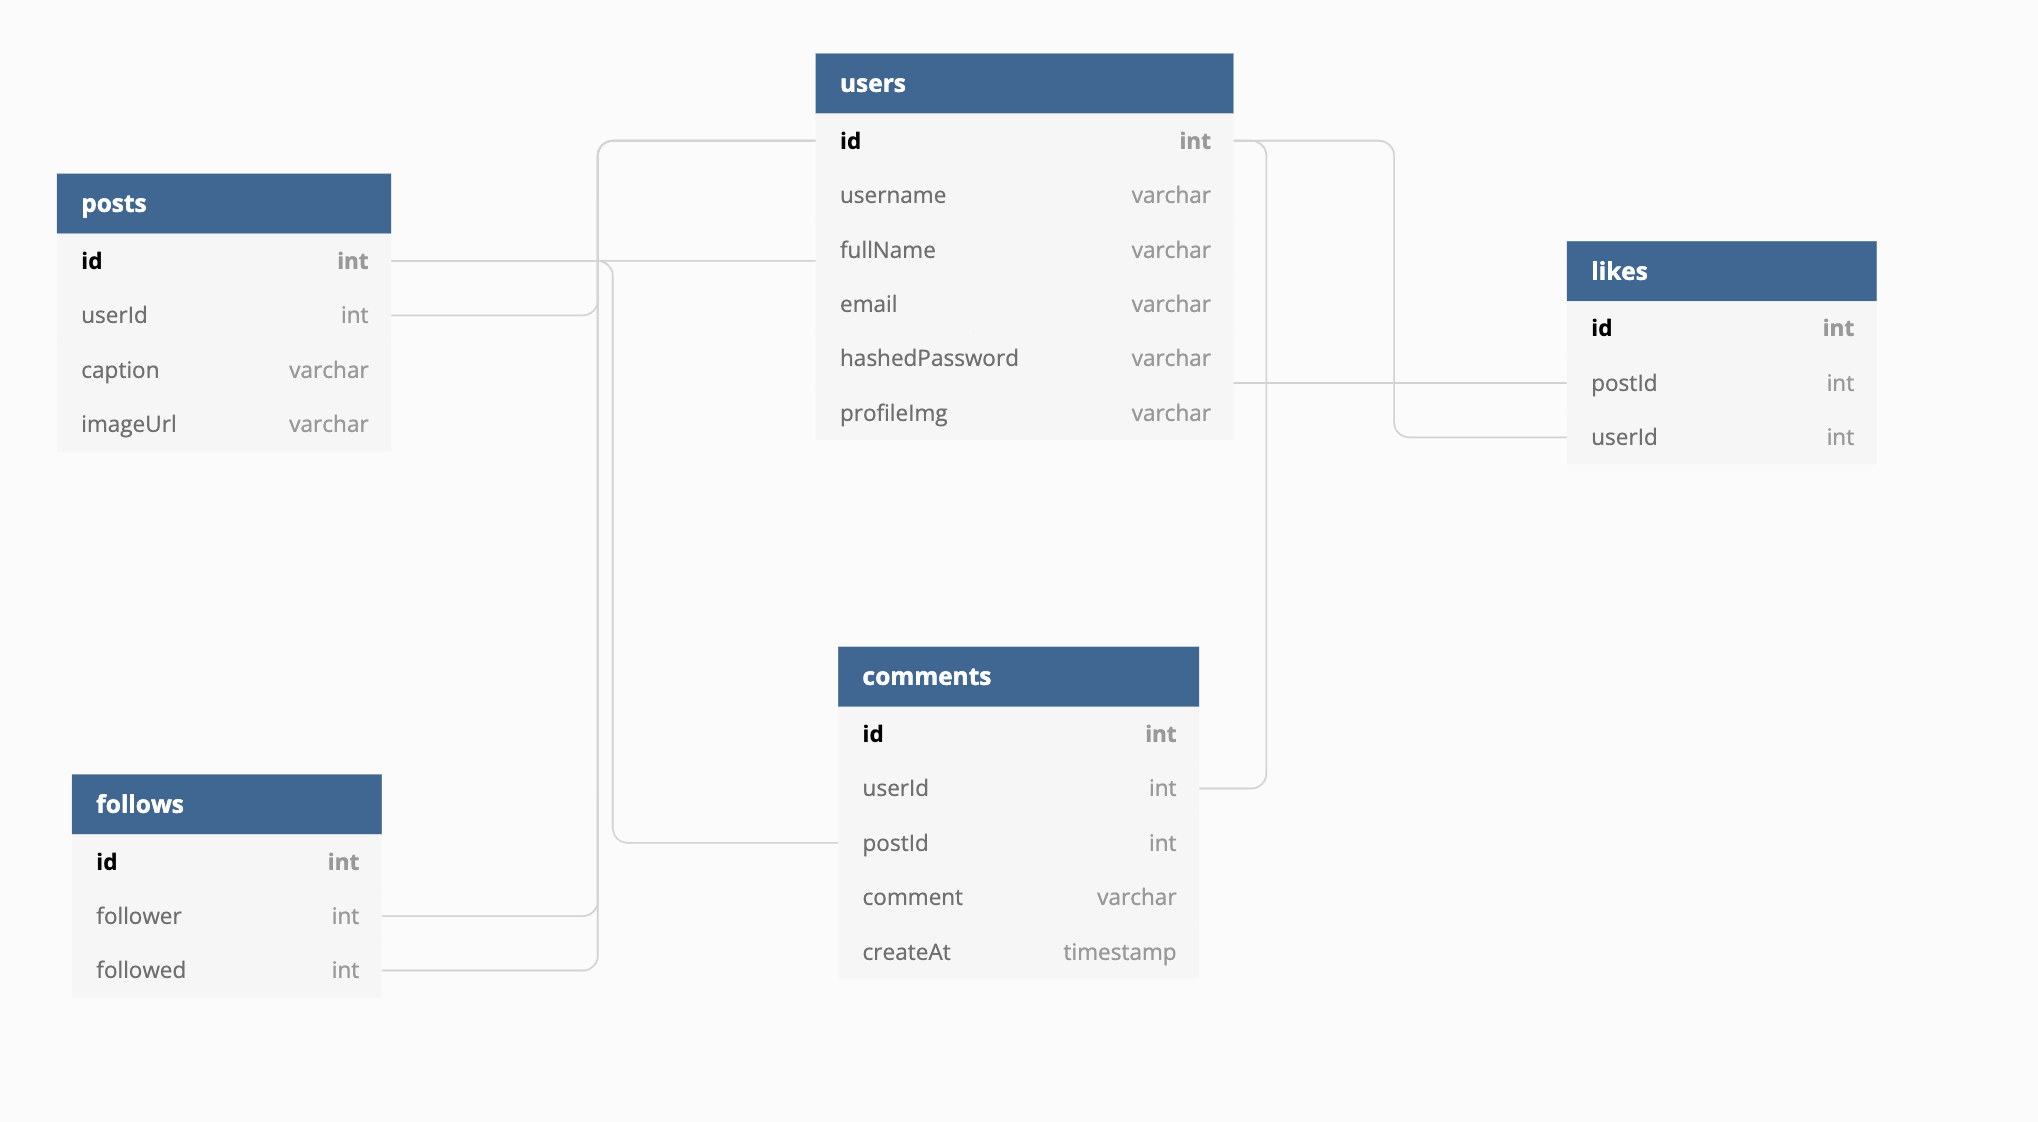 users
id int
username varchar
fullName varchar
email varchar
hashedPassword varchar
profileImg varchar
posts
id int
userId int
caption varchar
imageUrl varchar
likes
id int
postId int
userId int
comments
id int
userId int
postId int
comment varchar
createAt timestamp
follows
id int
follower int
followed int